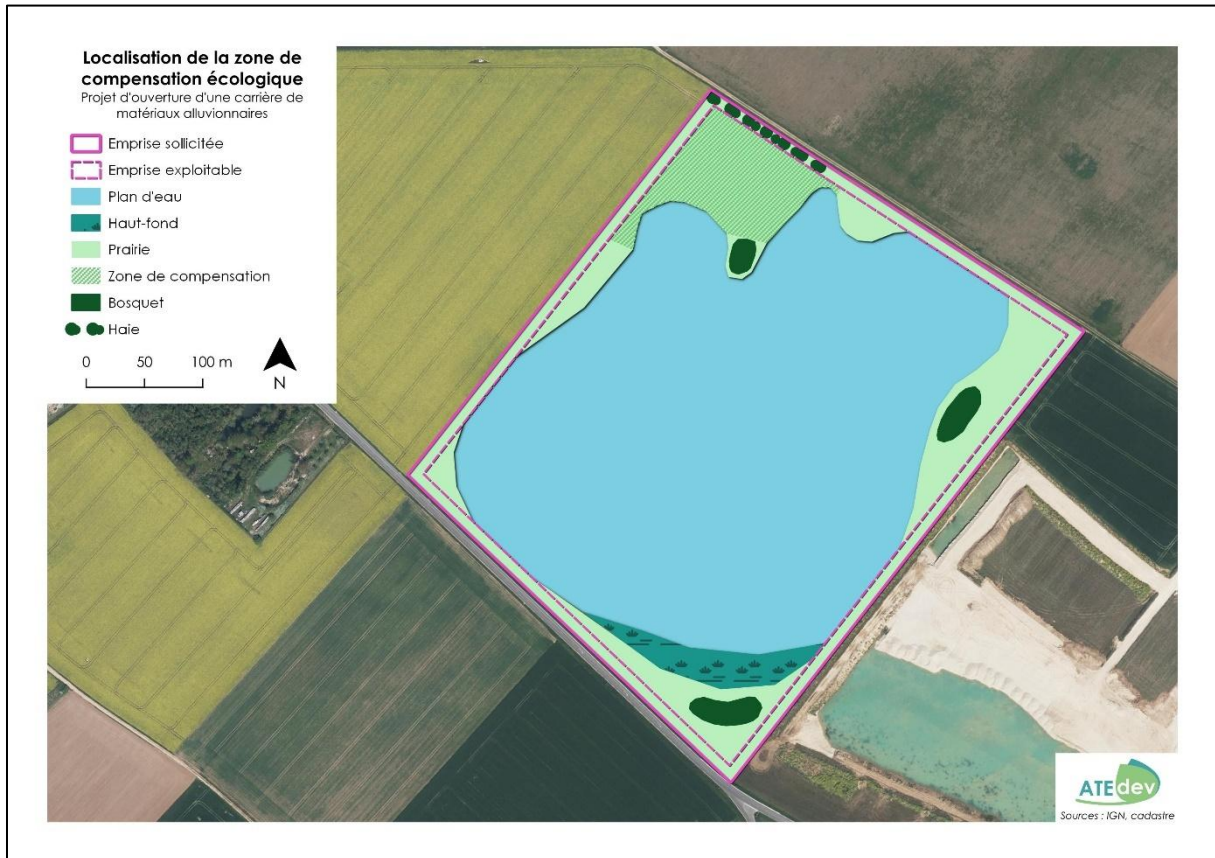 Localisation de la zone de
compensation écologique
Projet d'ouverture d'une carrière de
matériaux alluvionnaires
Emprise sollicitée
Emprise exploitable
Plan d'eau
Haut-fond
Prairie
Zone de compensation
Bosquet
Haie
0 50 100 m
N
ATEdev
Sources : IGN, cadastre